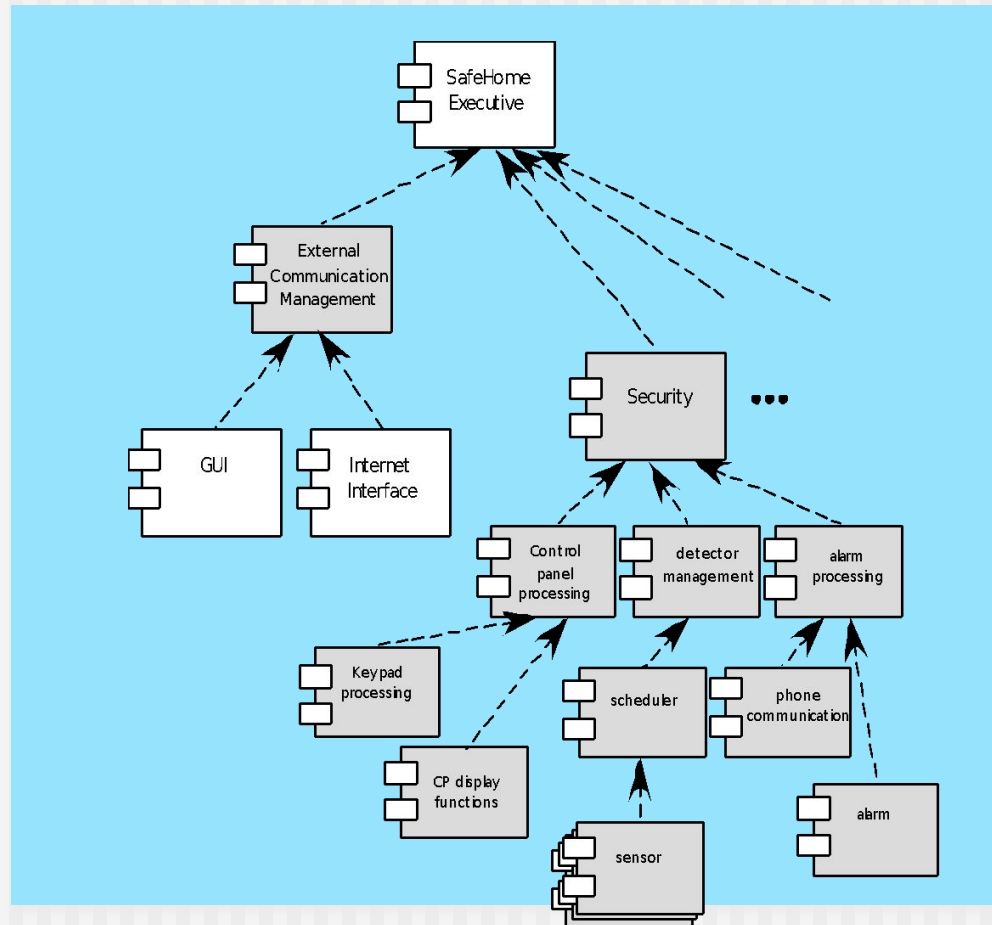 SafeHome
Executive
External
Communication
Management
Security
GUI
Internet
Interface
Control
panel
processing
detector
management
alarm
processing
Keypad
processing
scheduler
phone
communication
CP display
functions
alarm
sensor